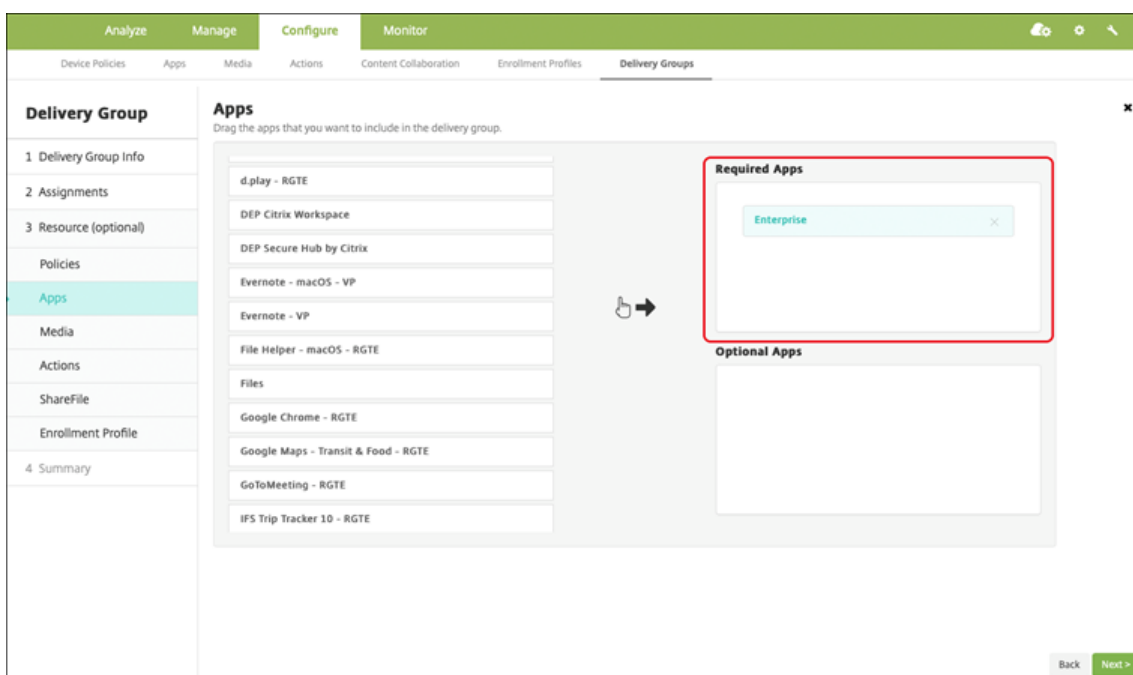 Analyze Manage Configure Monitor
Device Policies Apps Media Actions Content Collaboration Enrollment Profiles Delivery Groups
Delivery Group
1 Delivery Group Info
2 Assignments
3 Resource (optional)
Policies
Apps
Media
Actions
ShareFile
Enrollment Profile
4 Summary
Apps
Drag the apps that you want to include in the delivery group.
d.play - RGTE
DEP Citrix Workspace
DEP Secure Hub by Citrix
Evernote - macOS - VP
Evernote - VP
File Helper - macOS - RGTE
Files
Google Chrome - RGTE
Google Maps - Transit & Food - RGTE
GoToMeeting - RGTE
IFS Trip Tracker 10 - RGTE
Required Apps
Enterprise
Optional Apps
Back Next >